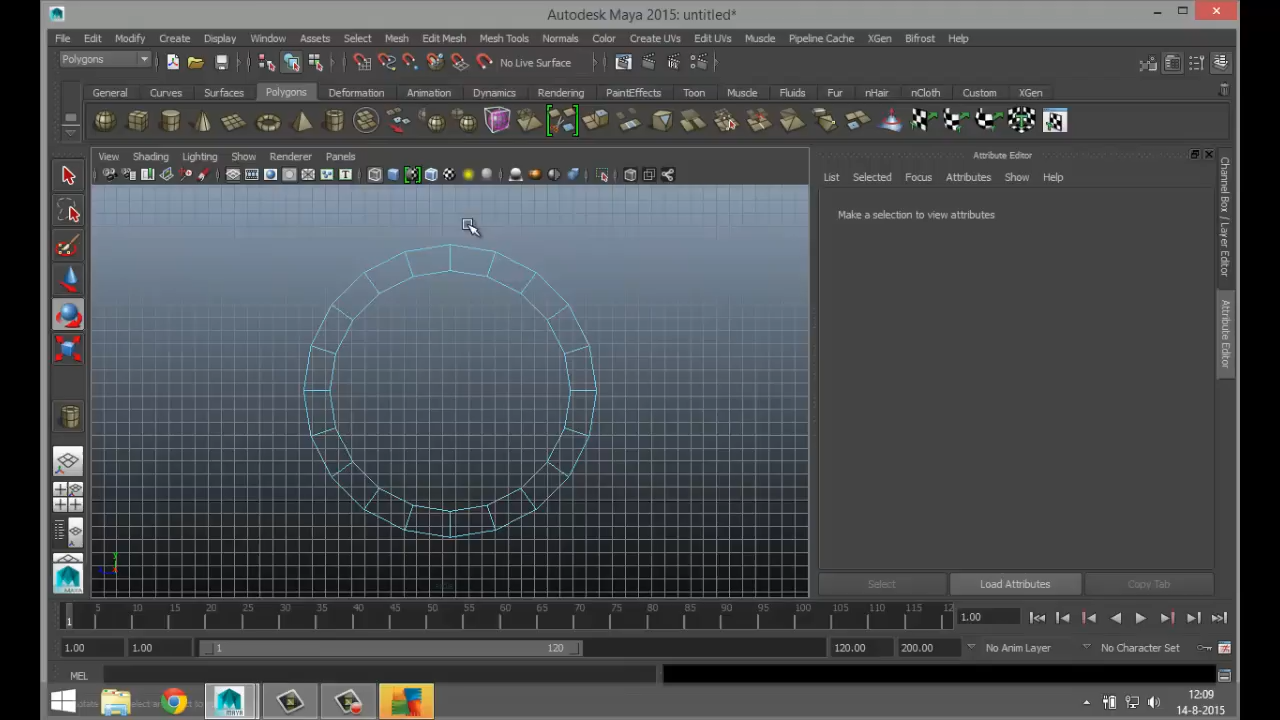 Autodesk Maya 2015: untitled*
File Edit Modify Create Display Window Assets Select Mesh Edit Mesh Mesh Tools Normals Color Create UVs Edit UVs Muscle Pipeline Cache XGen Bifrost Help
Polygons No Live Surface
General Curves Surfaces Polygons Deformation Animation Dynamics Rendering PaintEffects Toon Muscle Fluids Fur nHair nCloth Custom XGen
View Shading Lighting Show Renderer Panels
Attribute Editor
List Selected Focus Attributes Show Help
Make a selection to view attributes
Channel Box / Layer Editor
Attribute Editor
Select Load Attributes Copy Tab
5 10 15 20 25 30 35 40 45 50 55 60 65 70 75 80 85 90 95 100 105 110 115 12
1 1.00
1.00 1.00 1 120 120.00 200.00 No Anim Layer No Character Set
MEL
MAYA MAYA
12:09
14-8-2015